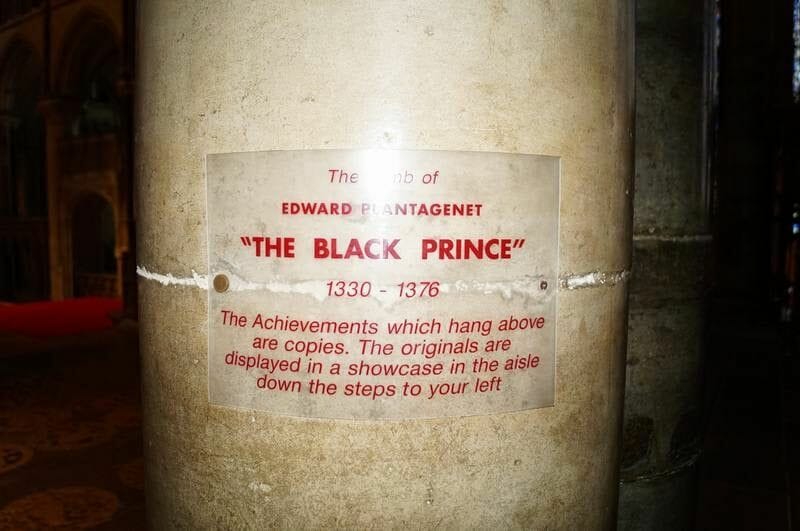 The of
EDWARD PLANTAGENET
"THE BLACK PRINCE"
1330 - 1376
The Achievements which hang above
are copies. The originals are
displayed in a showcase in the aisle
down the steps to your left